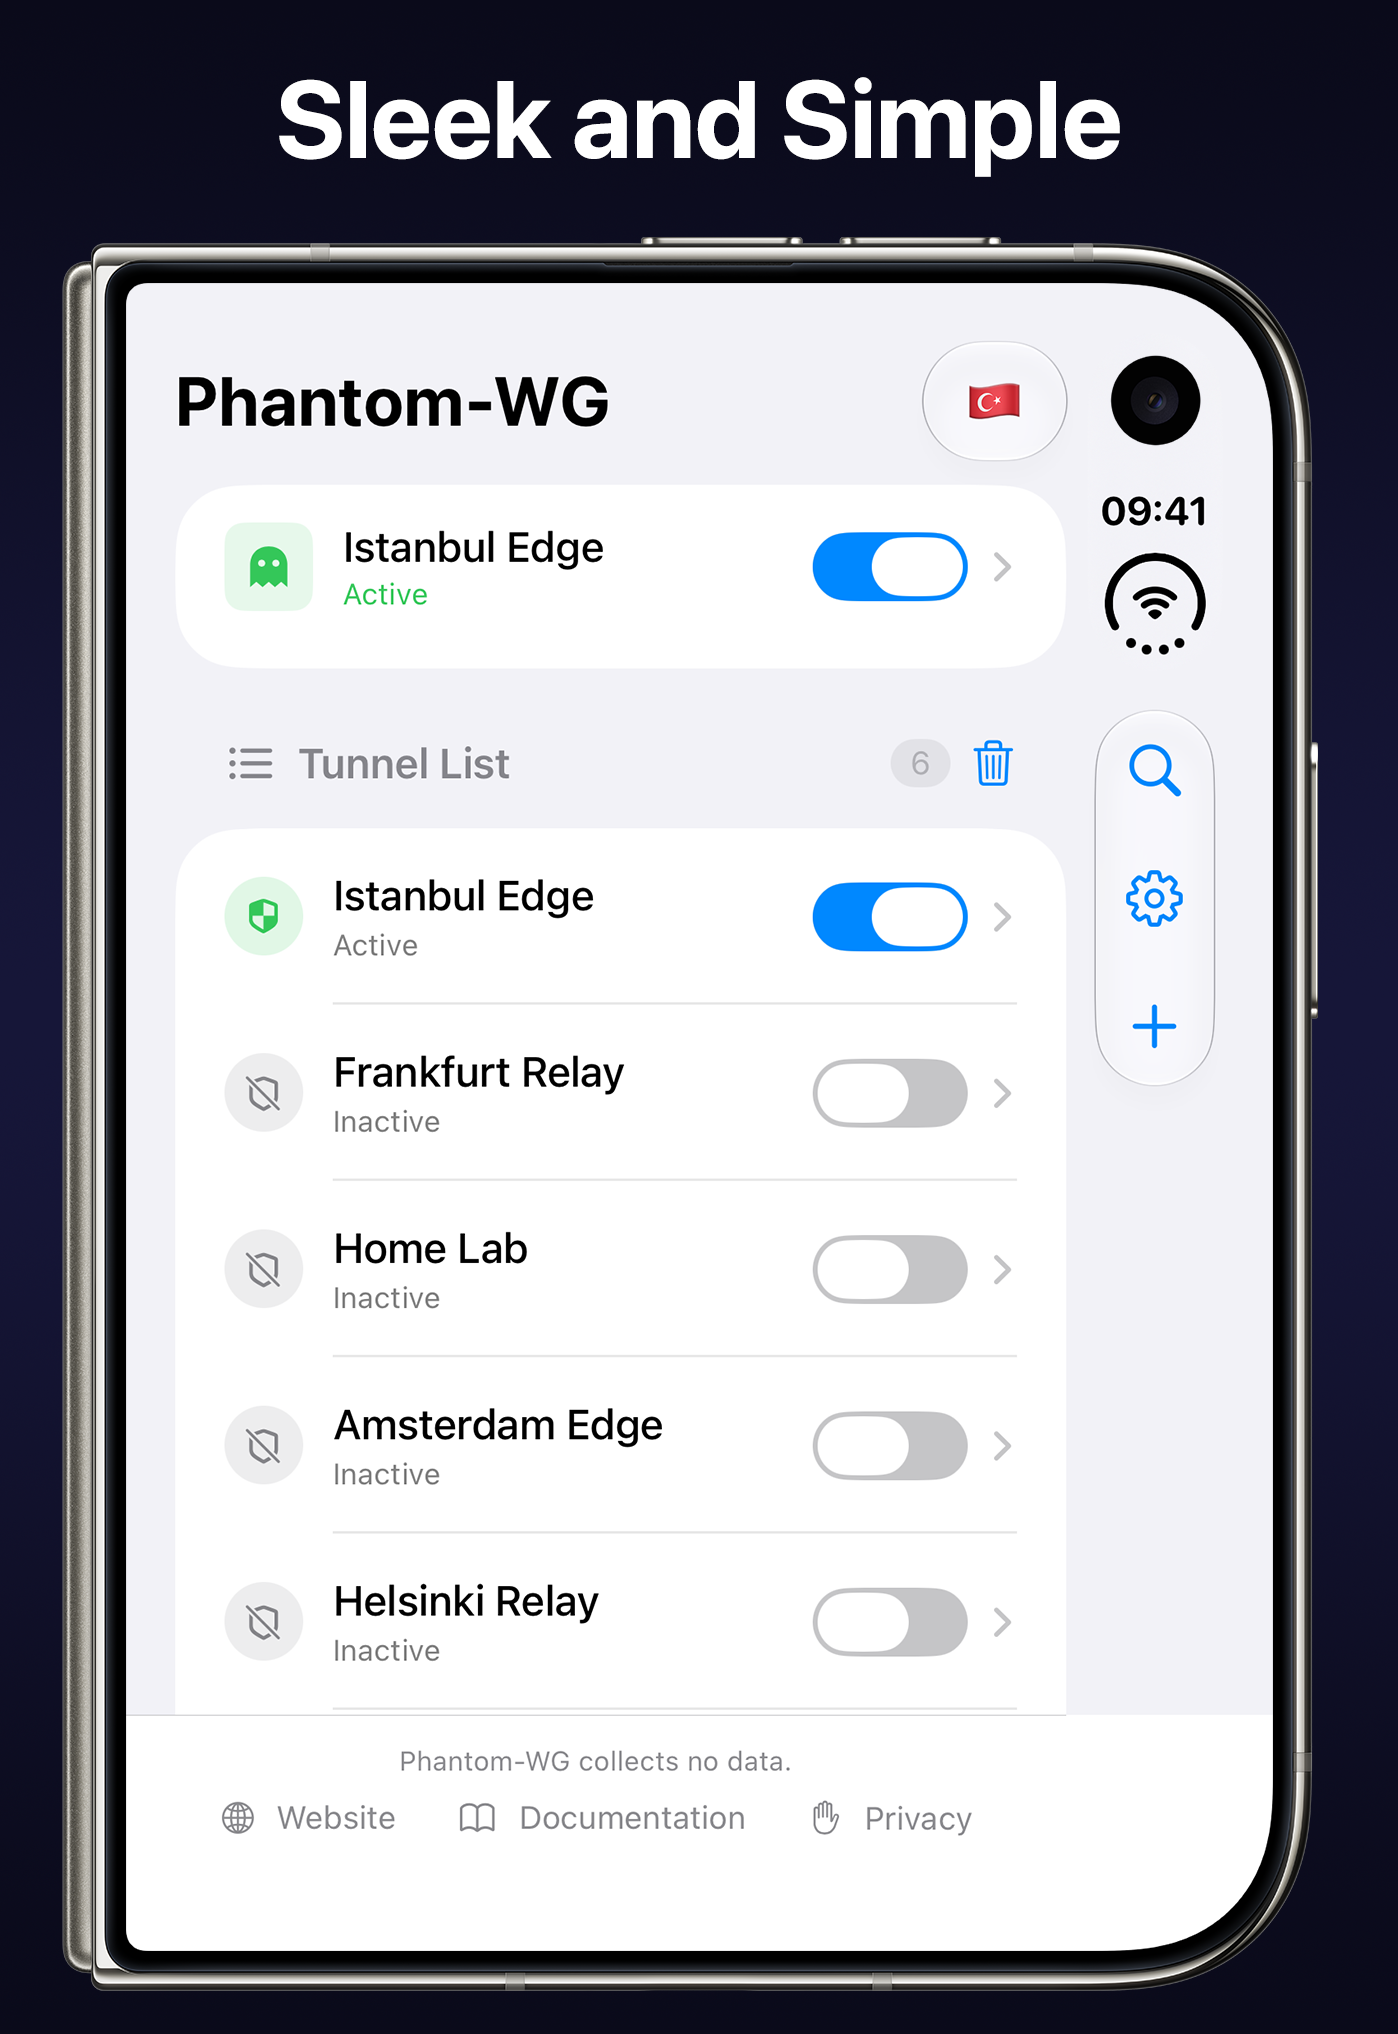 Sleek and Simple
Phantom-WG
09:41
Istanbul Edge
Active
Tunnel List
6
Istanbul Edge
Active
Frankfurt Relay
Inactive
Home Lab
Inactive
Amsterdam Edge
Inactive
Helsinki Relay
Inactive
Phantom-WG collects no data.
Website
Documentation
Privacy